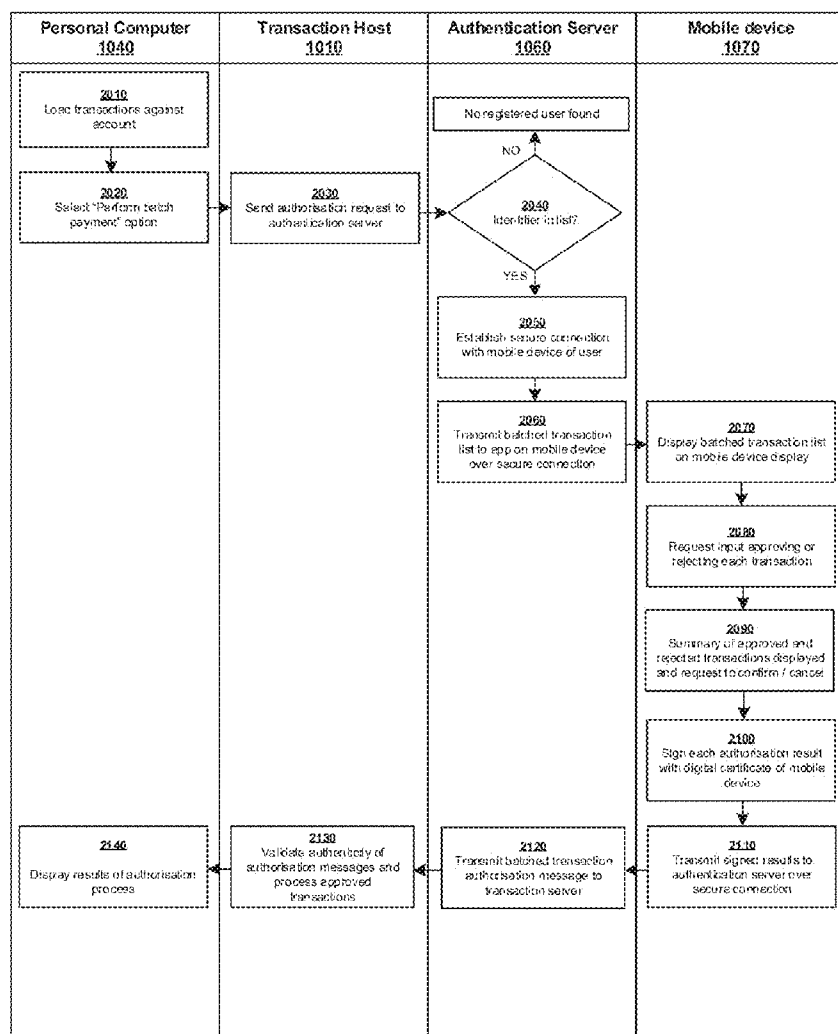 Personal Computer
1040
Transaction Host
1010
Authentication Server
1060
Mobile device
1070
2010
Load transactions against
account
2020
Select "Perform batch
payment" option
2030
Send authorisation request to
authentication server
No registered user found
NO
2040
Identifier in list?
YES
2050
Establish secure connection
with mobile device of user
2060
Transmit batched transaction
list to app on mobile device
over secure connection
2070
Display batched transaction list
on mobile device display
2080
Request input approving or
rejecting each transaction
2090
Summary of approved and
rejected transactions displayed
and request to confirm / cancel
2100
Sign each authorisation result
with digital certificate of mobile
device
2110
Transmit signed results to
authentication server over
secure connection
2120
Transmit batched transaction
authorisation message to
transaction server
2130
Validate authenticity of
authorisation messages and
process approved
transactions
2140
Display results of authorisation
process